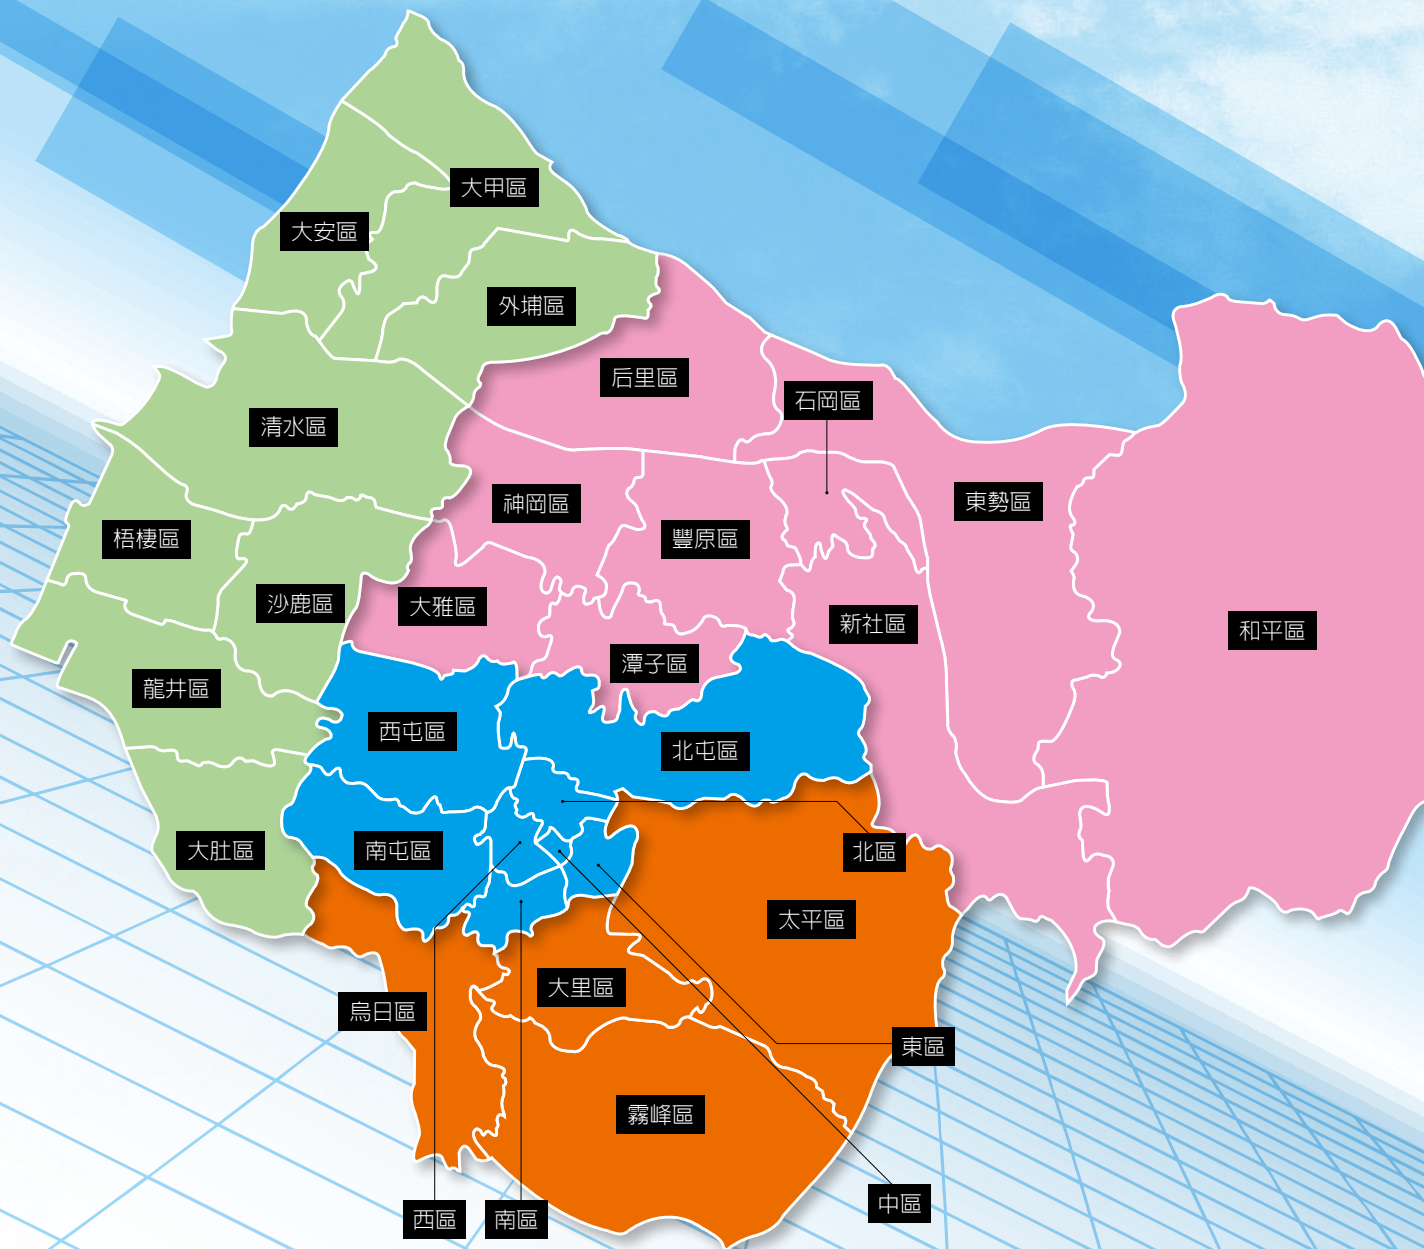 大甲區
大安區
外埔區
后里區
石岡區
清水區
神岡區
東勢區
梧棲區
豐原區
沙鹿區
大雅區
新社區
和平區
潭子區
龍井區
西屯區
北屯區
大肚區
南屯區
北區
太平區
大里區
烏日區
東區
霧峰區
中區
西區
南區